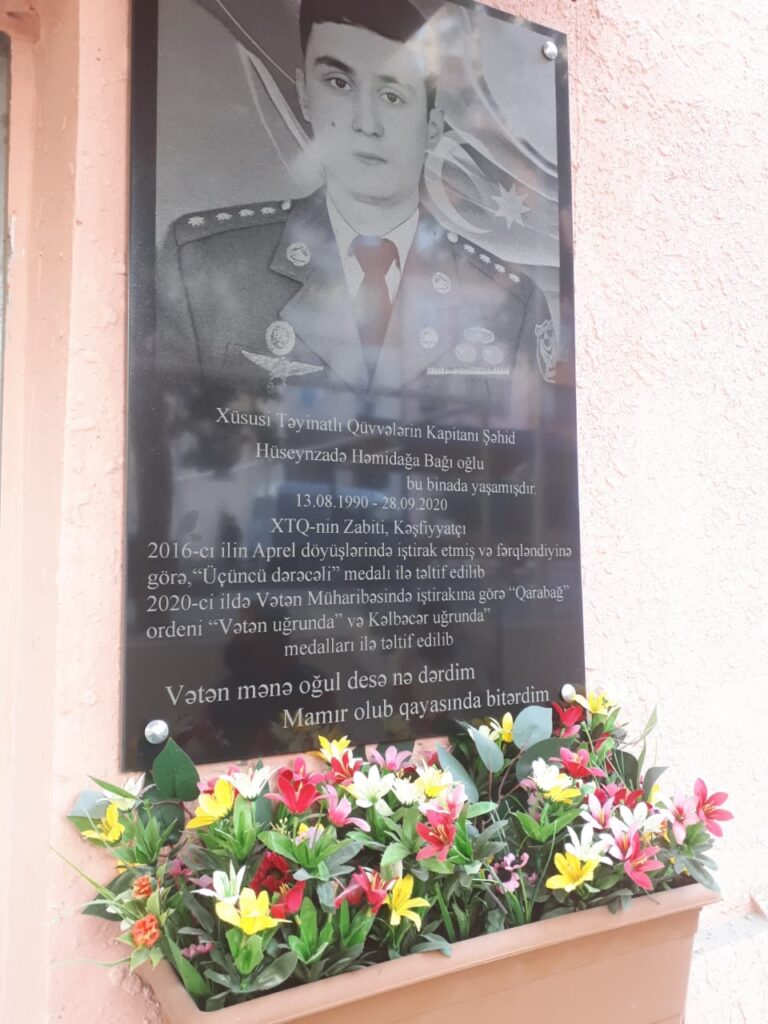 Xüsusi Təyinatlı Qüvvələrin Kapitanı Şəhid
Hüseynzadə Həmidağa Bağı oğlu
bu binada yaşamışdır.
13.08.1990 - 28.09.2020
XTQ-nin Zabiti, Kəşfiyyatçı
2016-cı ilin Aprel döyüşlərində iştirak etmiş və fərqləndiyinə
görə,“Üçüncü dərəcəli” medalı ilə təltif edilib
2020-ci ildə Vətən Müharibəsində iştirakına görə “Qarabağ”
ordeni “Vətən uğrunda” və Kəlbəcər uğrunda”
medalları ilə təltif edilib
Vətən mənə oğul desə nə dərdim
Mamır olub qayasında bitərdim